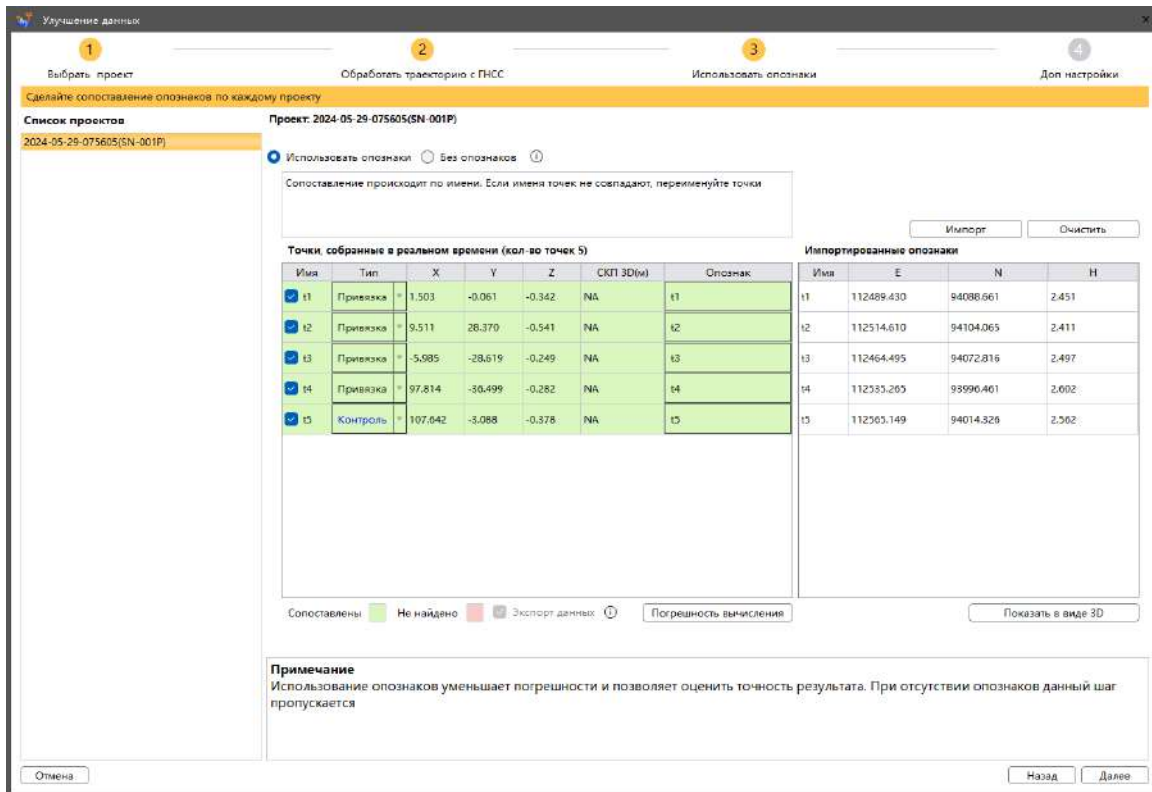 Улучшение данных
1 2 3 4
Выбрать проект Обработать траекторию с ГНСС Использовать опознаки Доп настройки
Сделайте сопоставление опознаков по каждому проекту
Список проектов
2024-05-29-075605(SN-001P)
Проект: 2024-05-29-075605(SN-001P)
Использовать опознаки Без опознаков
Сопоставление происходит по имени. Если имена точек не совпадают, переименуйте точки
Импорт Очистить
Точки, собранные в реальном времени (кол-во точек 5)
Имя Тип X Y Z СКП 3D(м) Опознак
t1 Привязка 1.503 -0.061 -0.342 NA t1
t2 Привязка 9.511 28.370 -0.541 NA t2
t3 Привязка -5.985 -28.619 -0.249 NA t3
t4 Привязка 97.814 -36.499 -0.282 NA t4
t5 Контроль 107.642 -3.088 -0.378 NA t5
Импортированные опознаки
Имя E N H
t1 112489.430 94088.661 2.451
t2 112514.610 94104.065 2.411
t3 112464.495 94072.816 2.497
t4 112535.265 93996.461 2.602
t5 112565.149 94014.326 2.562
Сопоставлены Не найдено Экспорт данных Погрешность вычисления
Показать в виде 3D
Примечание
Использование опознаков уменьшает погрешности и позволяет оценить точность результата. При отсутствии опознаков данный шаг
пропускается
Отмена Назад Далее